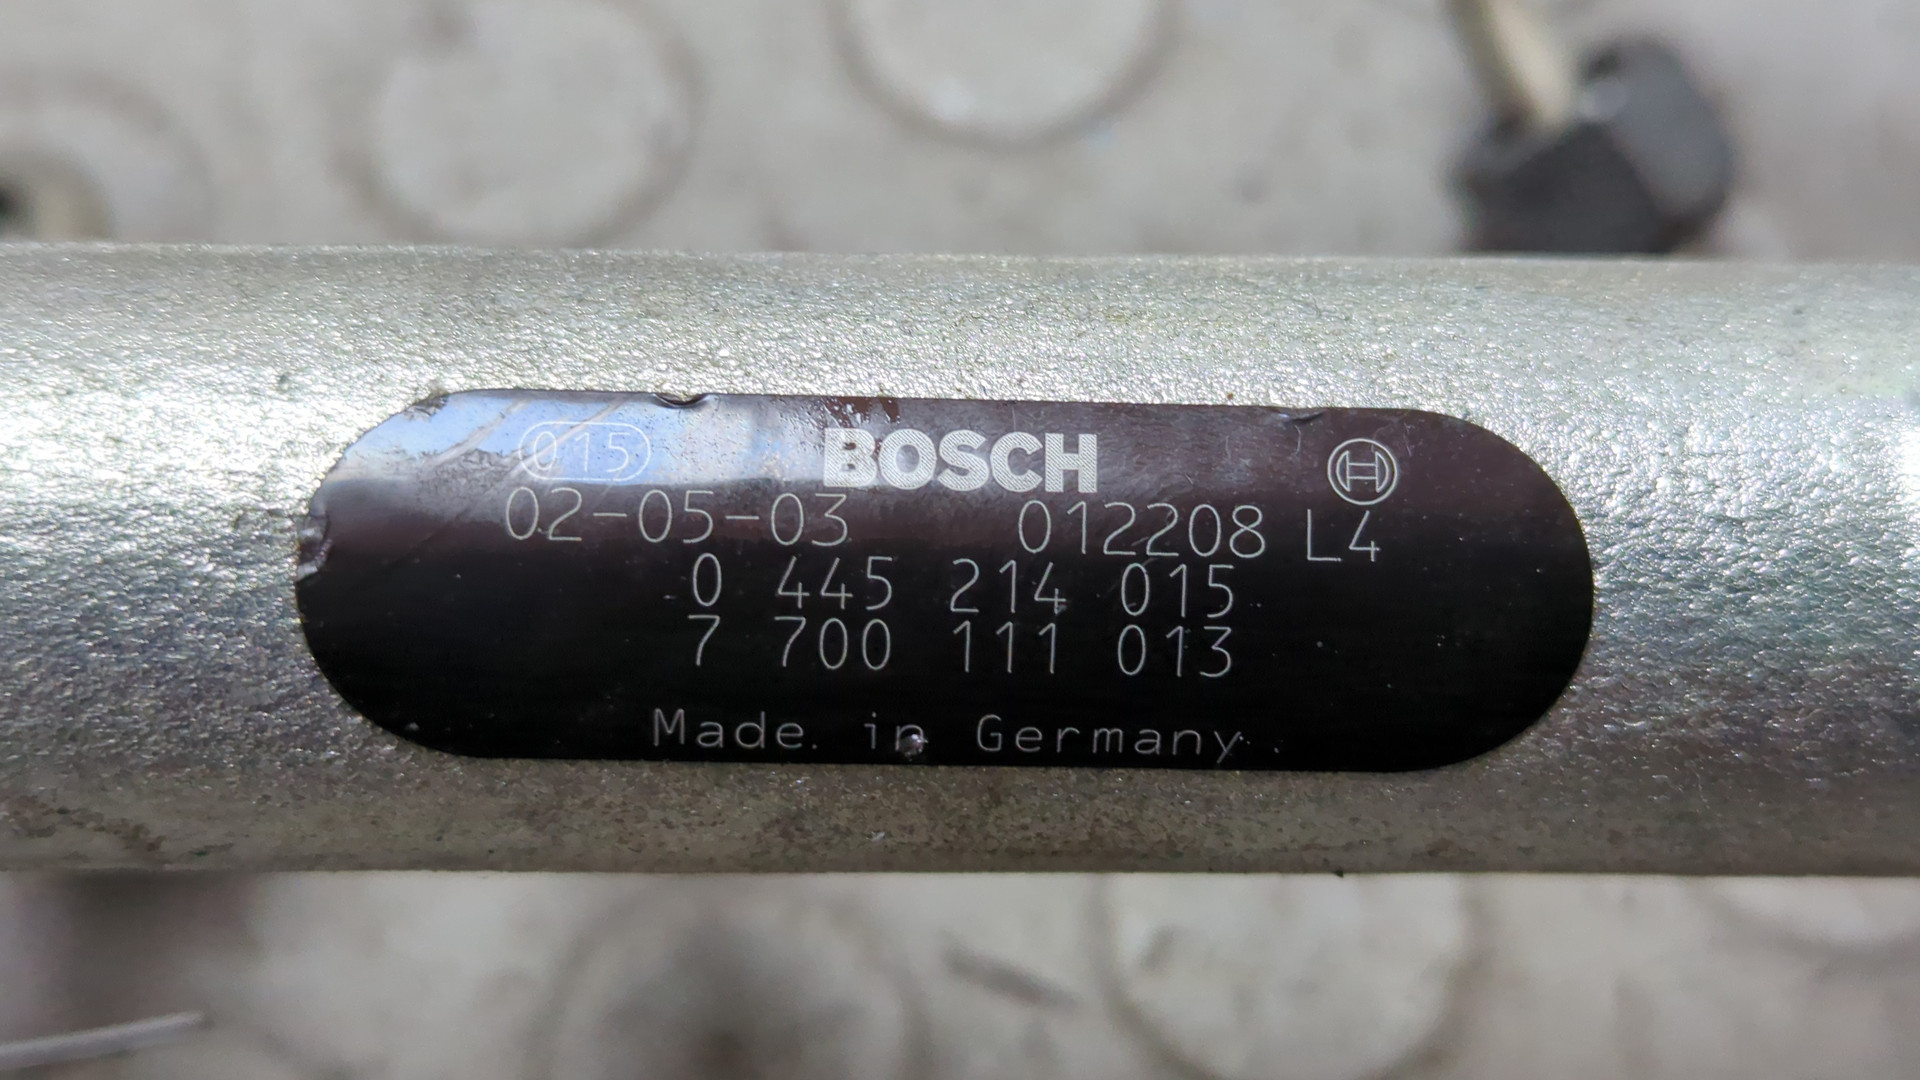 015 BOSCH
02-05-03 012208 L4
0 445 214 015
7 700 111 013
Made in Germany